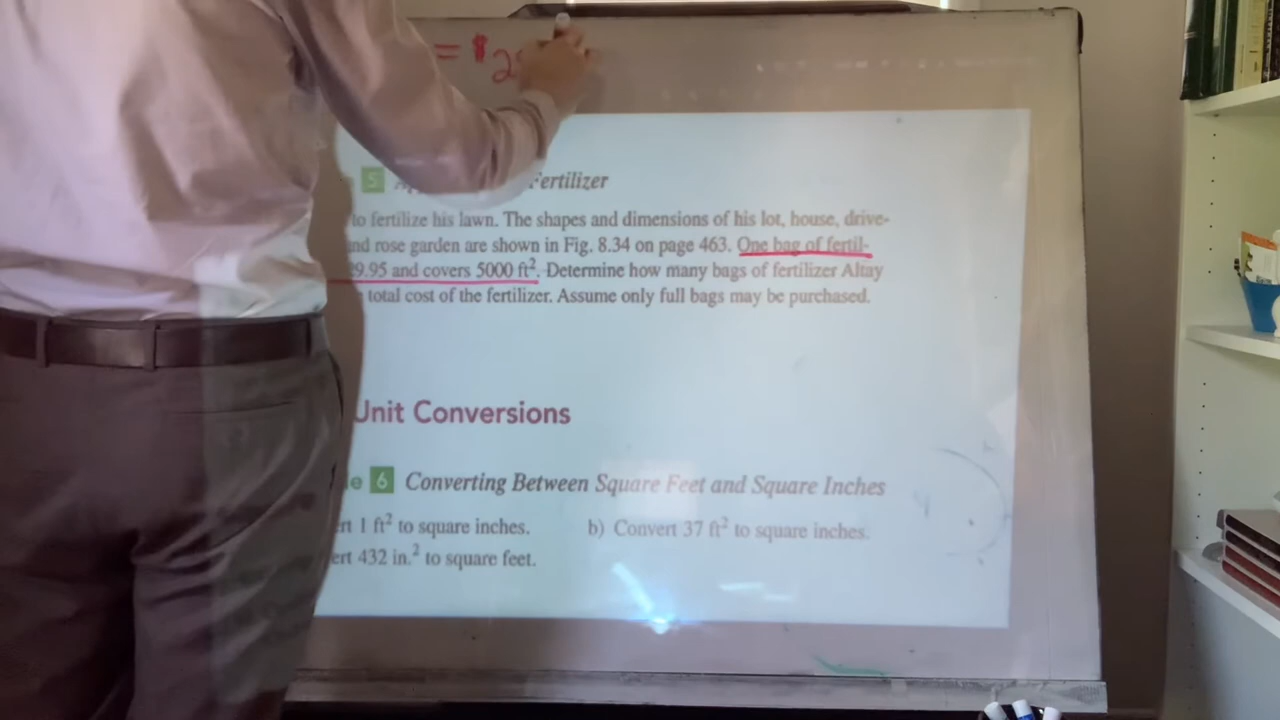 = $2
5 Fertilizer
to fertilize his lawn. The shapes and dimensions of his lot, house, drive-
nd rose garden are shown in Fig. 8.34 on page 463. One bag of fertil-
9.95 and covers 5000 ft². Determine how many bags of fertilizer Altay
total cost of the fertilizer. Assume only full bags may be purchased.
Unit Conversions
e 6 Converting Between Square Feet and Square Inches
rt 1 ft² to square inches. b) Convert 37 ft² to square inches.
ert 432 in.² to square feet.